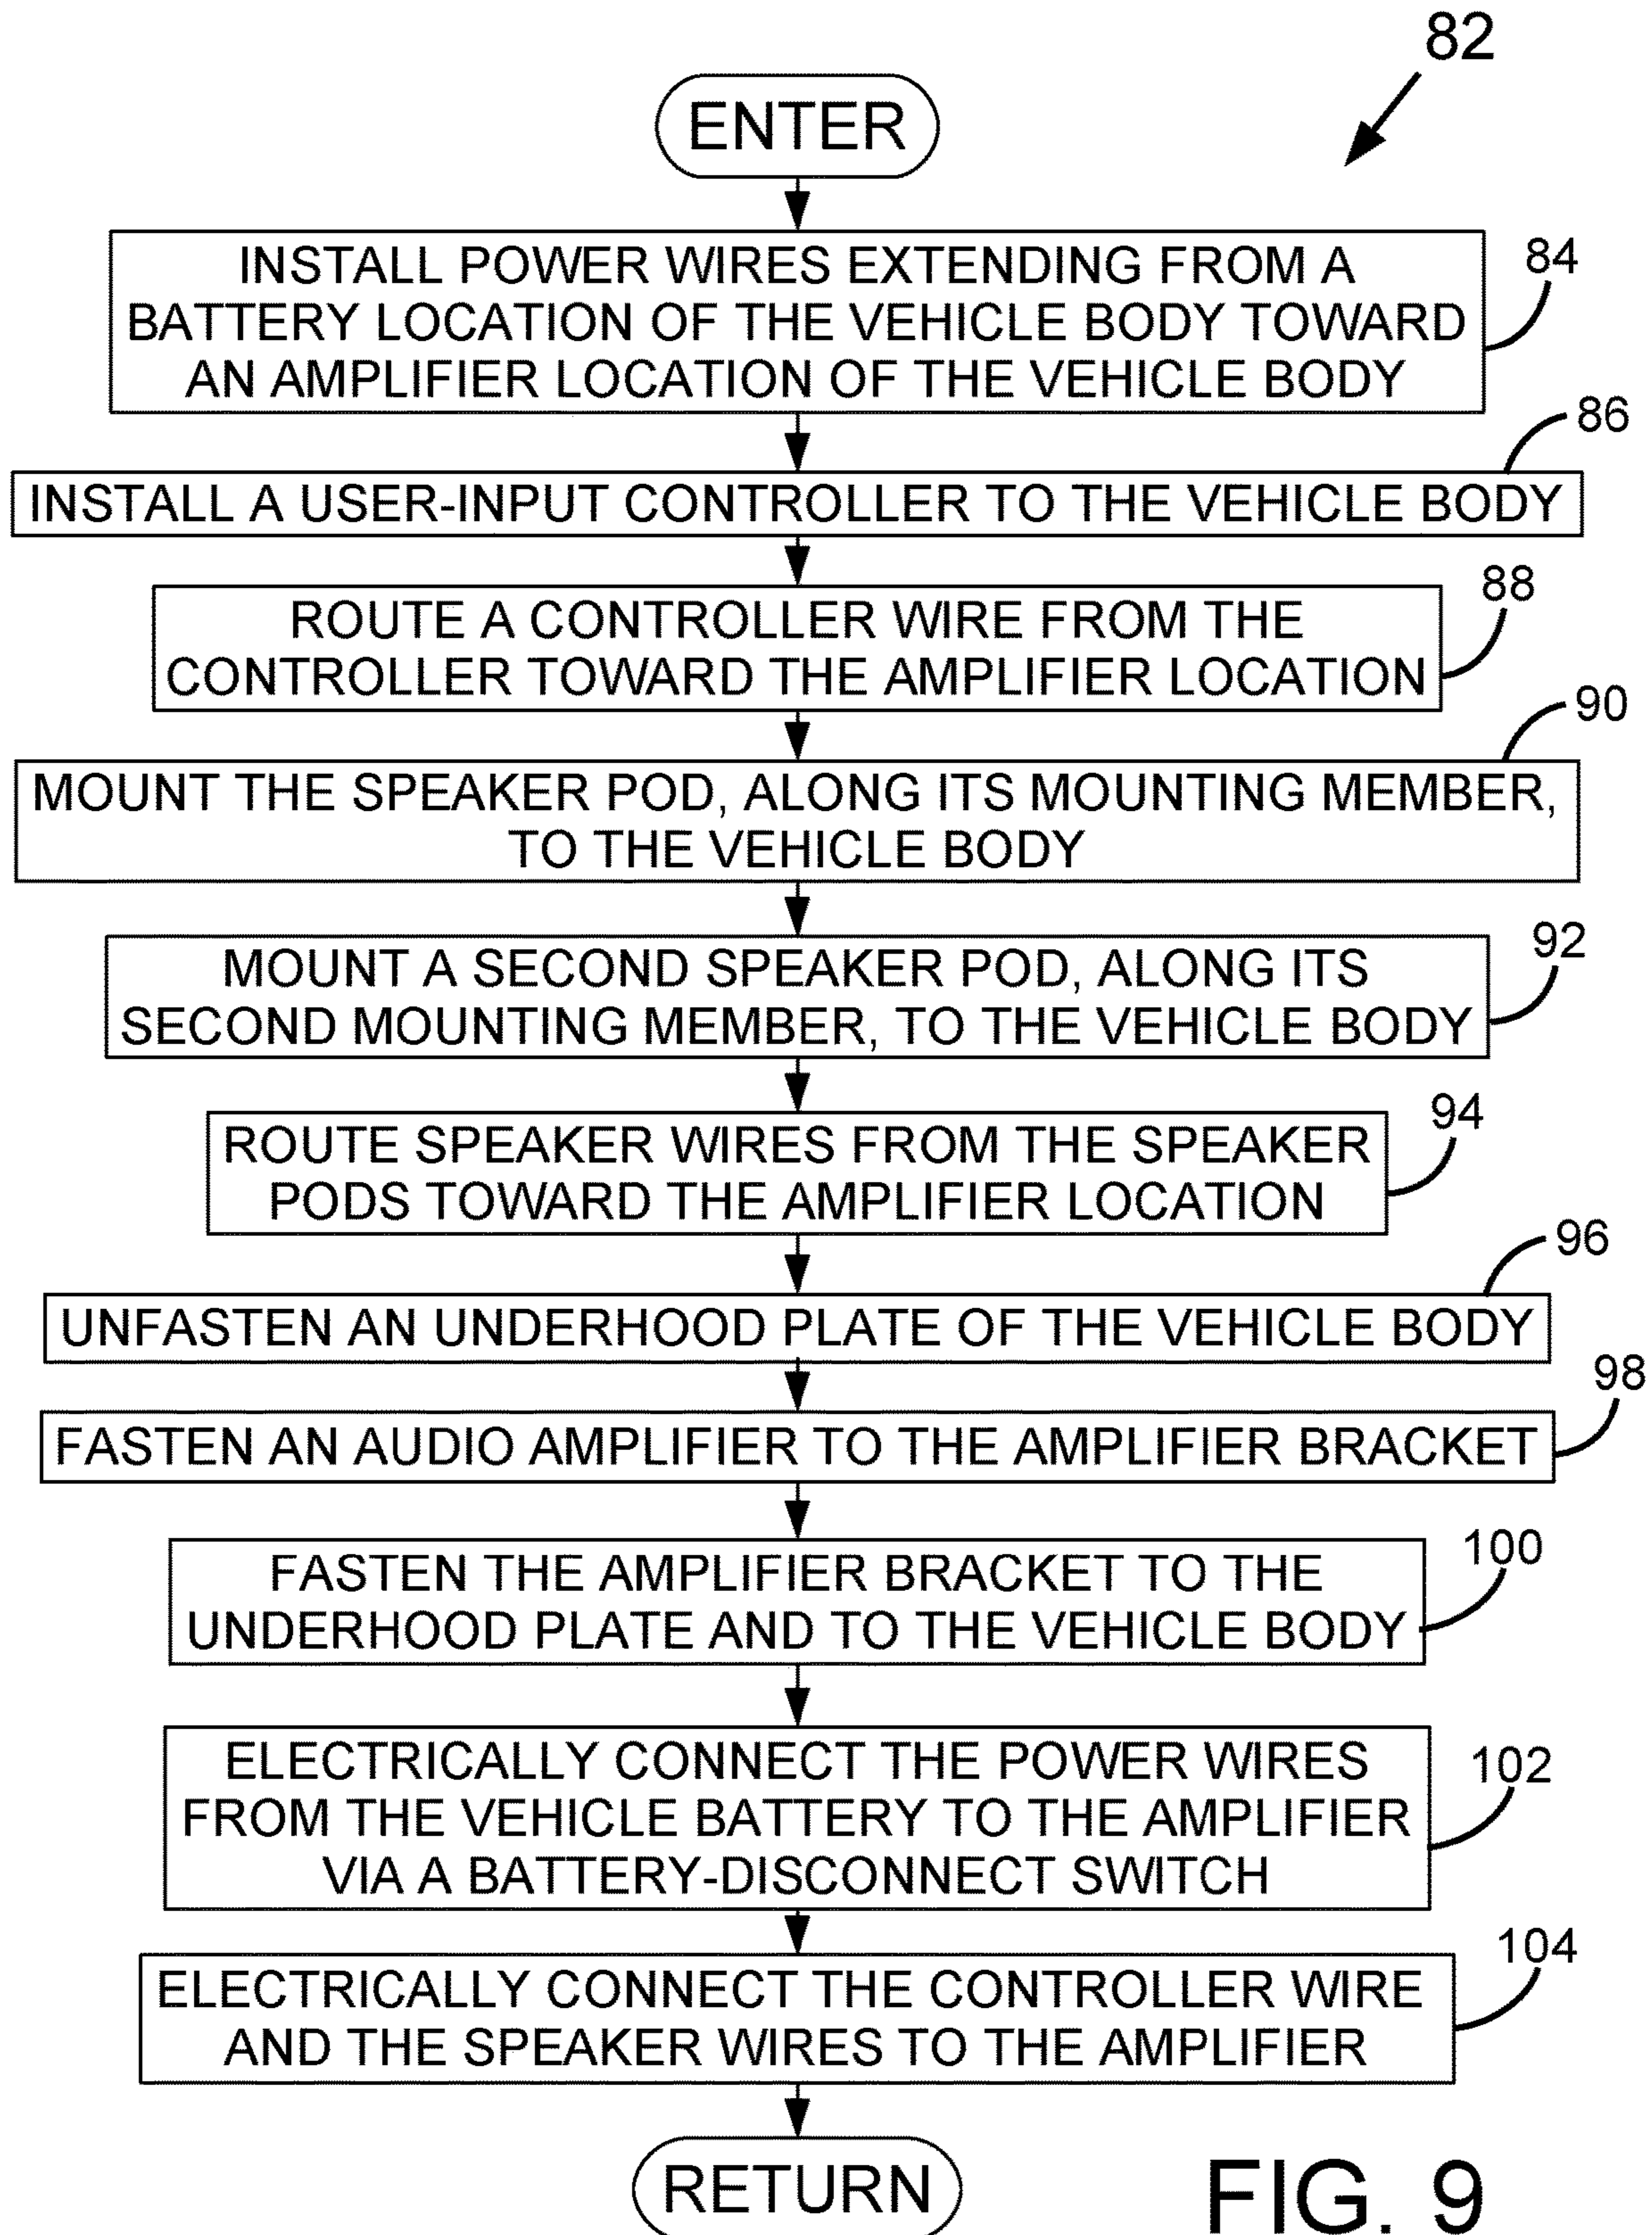 82
ENTER
INSTALL POWER WIRES EXTENDING FROM A
BATTERY LOCATION OF THE VEHICLE BODY TOWARD
AN AMPLIFIER LOCATION OF THE VEHICLE BODY
84
86
INSTALL A USER-INPUT CONTROLLER TO THE VEHICLE BODY
88
ROUTE A CONTROLLER WIRE FROM THE
CONTROLLER TOWARD THE AMPLIFIER LOCATION
90
MOUNT THE SPEAKER POD, ALONG ITS MOUNTING MEMBER,
TO THE VEHICLE BODY
92
MOUNT A SECOND SPEAKER POD, ALONG ITS
SECOND MOUNTING MEMBER, TO THE VEHICLE BODY
94
ROUTE SPEAKER WIRES FROM THE SPEAKER
PODS TOWARD THE AMPLIFIER LOCATION
96
UNFASTEN AN UNDERHOOD PLATE OF THE VEHICLE BODY
98
FASTEN AN AUDIO AMPLIFIER TO THE AMPLIFIER BRACKET
100
FASTEN THE AMPLIFIER BRACKET TO THE
UNDERHOOD PLATE AND TO THE VEHICLE BODY
ELECTRICALLY CONNECT THE POWER WIRES
102
FROM THE VEHICLE BATTERY TO THE AMPLIFIER
VIA A BATTERY-DISCONNECT SWITCH
104
ELECTRICALLY CONNECT THE CONTROLLER WIRE
AND THE SPEAKER WIRES TO THE AMPLIFIER
RETURN
FIG. 9